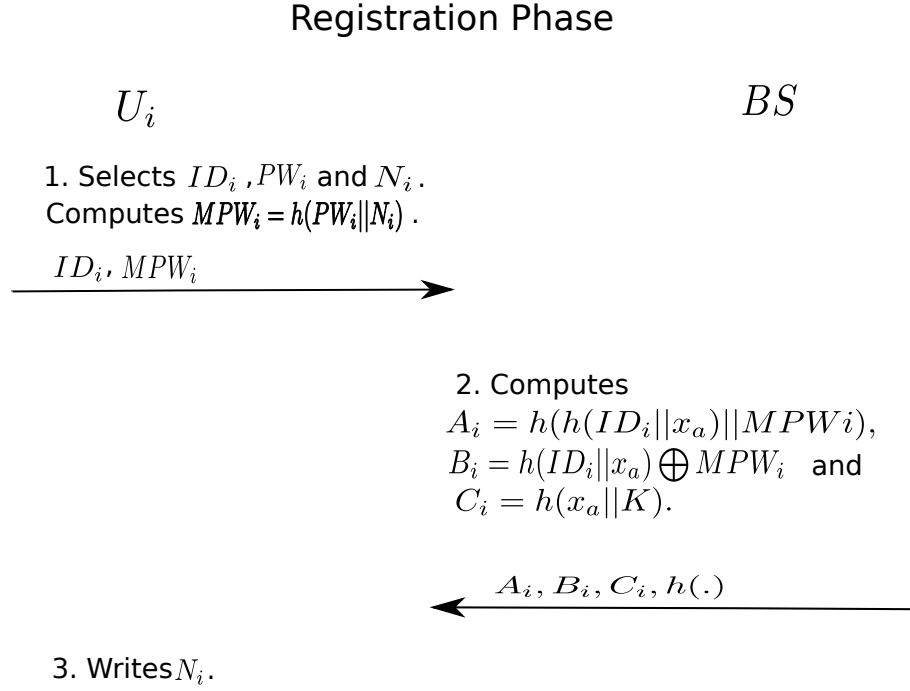 Registration Phase
U_i
BS
1. Selects ID_i , PW_i and N_i .
Computes MPW_i = h(PW_i||N_i) .
ID_i, MPW_i
2. Computes
A_i = h(h(ID_i||x_a)||MPWi),
B_i = h(ID_i||x_a) ⊕ MPW_i and
C_i = h(x_a||K).
A_i, B_i, C_i, h(.)
3. Writes N_i.